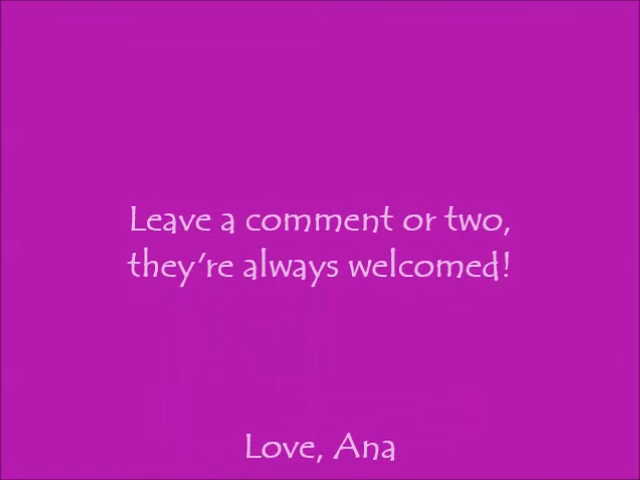 Leave a comment or two,
they're always welcomed!
Love, Ana